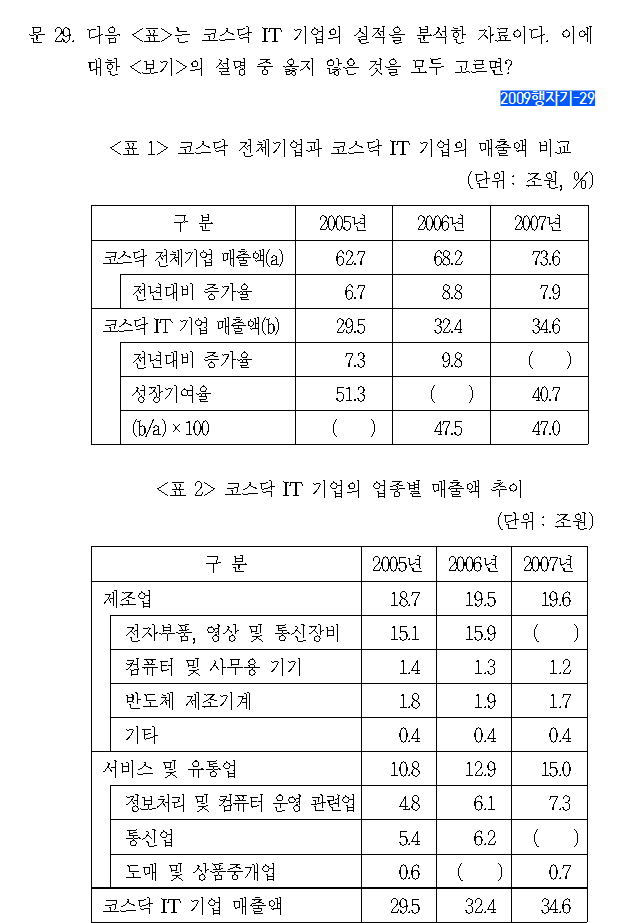 문 29. 다음 <표>는 코스닥 IT 기업의 실적을 분석한 자료이다. 이에
대한 <보기>의 설명 중 옳지 않은 것을 모두 고르면?
2009행자기-29
<표 1> 코스닥 전체기업과 코스닥 IT 기업의 매출액 비교
(단위 : 조원, %)
구 분 2005년 2006년 2007년
코스닥 전체기업 매출액(a) 62.7 68.2 73.6
전년대비 증가율 6.7 8.8 7.9
코스닥 IT 기업 매출액(b) 29.5 32.4 34.6
전년대비 증가율 7.3 9.8 ( )
성장기여율 51.3 ( ) 40.7
(b/a)×100 ( ) 47.5 47.0
<표 2> 코스닥 IT 기업의 업종별 매출액 추이
(단위 : 조원)
구 분 2005년 2006년 2007년
제조업 18.7 19.5 19.6
전자부품, 영상 및 통신장비 15.1 15.9 ( )
컴퓨터 및 사무용 기기 1.4 1.3 1.2
반도체 제조기계 1.8 1.9 1.7
기타 0.4 0.4 0.4
서비스 및 유통업 10.8 12.9 15.0
정보처리 및 컴퓨터 운영 관련업 4.8 6.1 7.3
통신업 5.4 6.2 ( )
도매 및 상품중개업 0.6 ( ) 0.7
코스닥 IT 기업 매출액 29.5 32.4 34.6